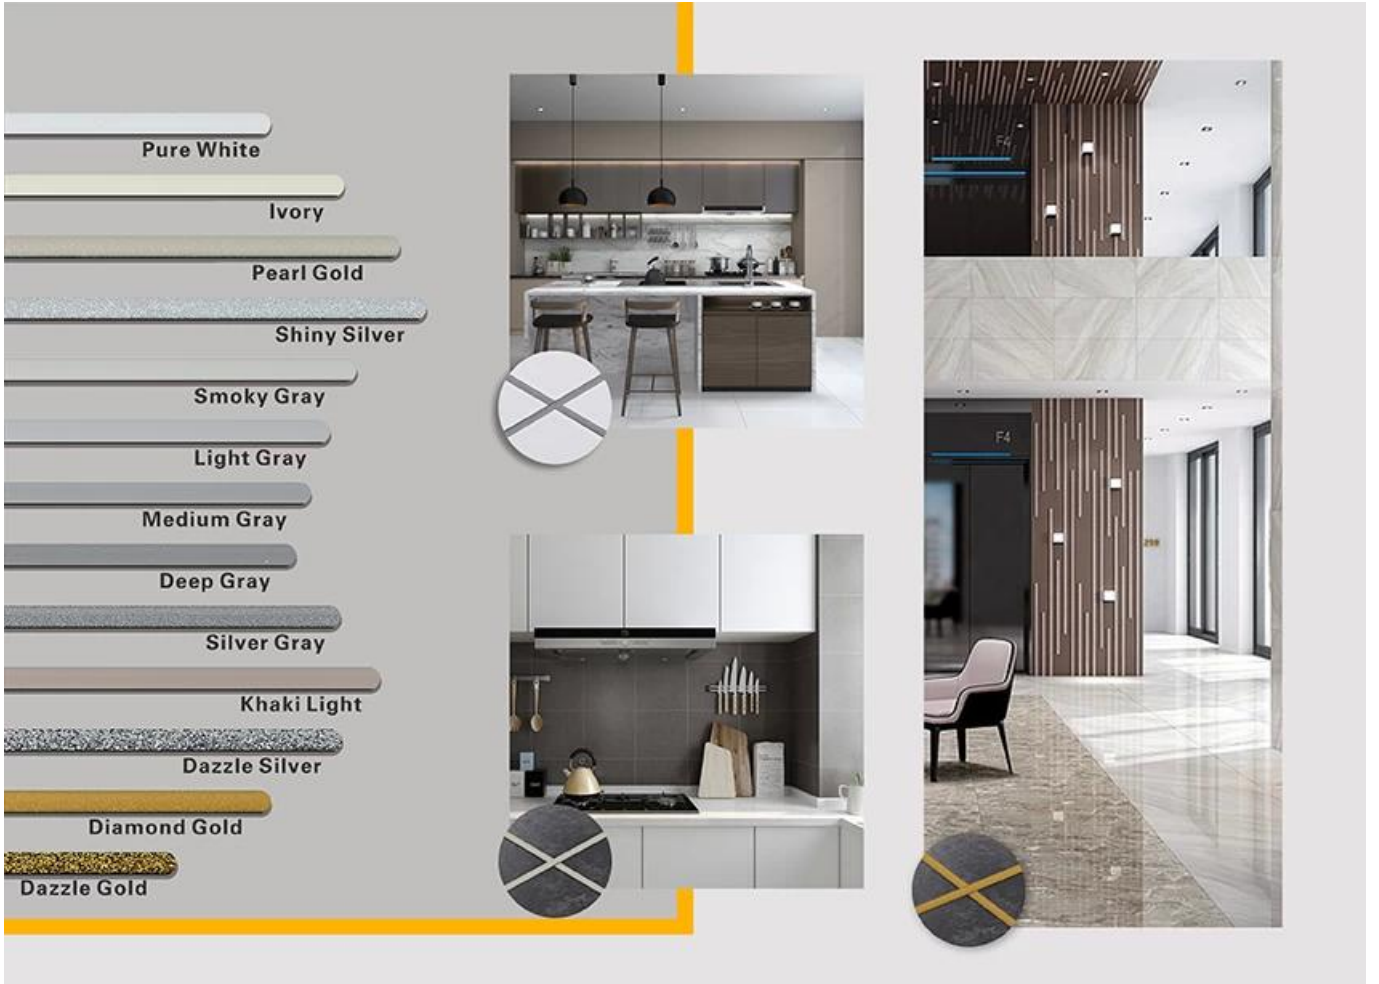 Pure White
Ivory
Pearl Gold
Shiny Silver
Smoky Gray
Light Gray
Medium Gray
Deep Gray
Silver Gray
Khaki Light
Dazzle Silver
Diamond Gold
Dazzle Gold
F4
F4